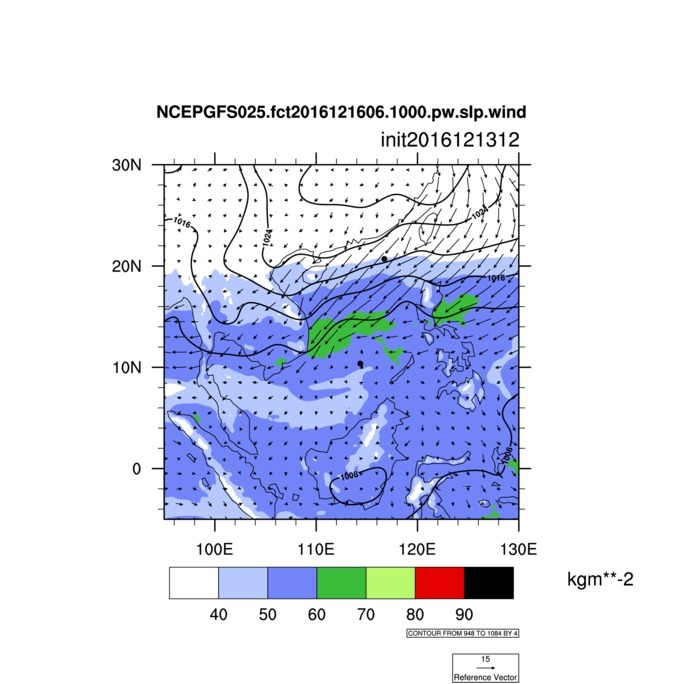 NCEPGFS025.fct2016121606.1000.pw.slp.wind
init2016121312
30N
20N
10N
0
1016
1024
1024
1016
1008
1008
100E
110E
120E
130E
kgm**-2
40
50
60
70
80
90
CONTOUR FROM 948 TO 1084 BY 4
15
Reference Vector